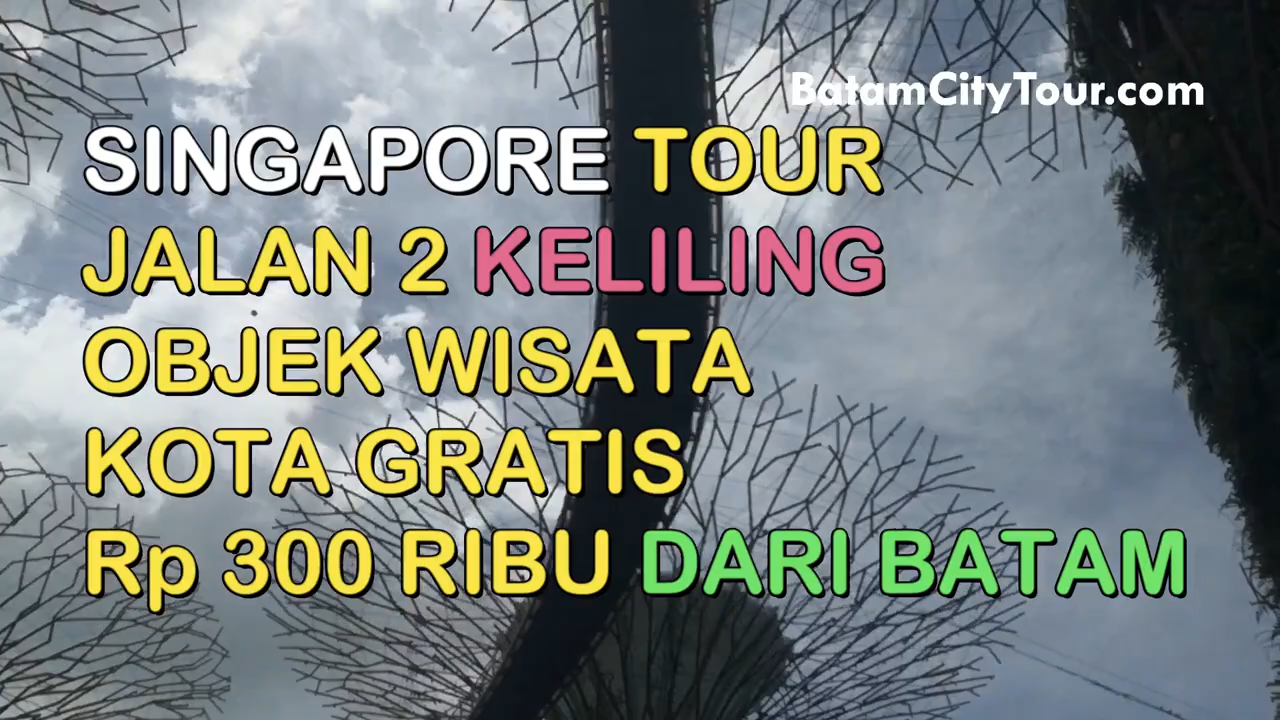 BatamCityTour.com
SINGAPORE TOUR
JALAN 2 KELILING
OBJEK WISATA
KOTA GRATIS
Rp 300 RIBU DARI BATAM